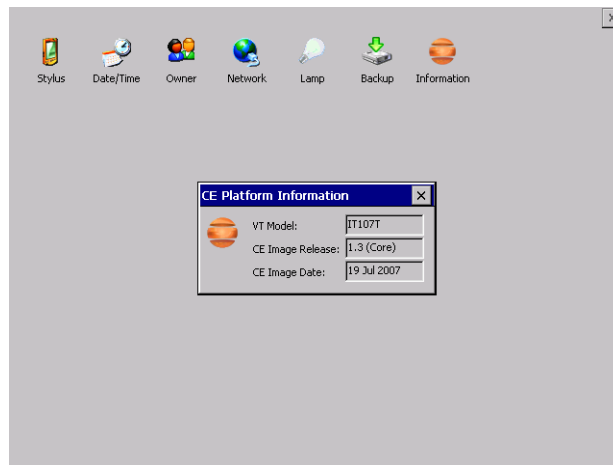 Stylus Date/Time Owner Network Lamp Backup Information
CE Platform Information
VT Model: IT107T
CE Image Release: 1.3 (Core)
CE Image Date: 19 Jul 2007